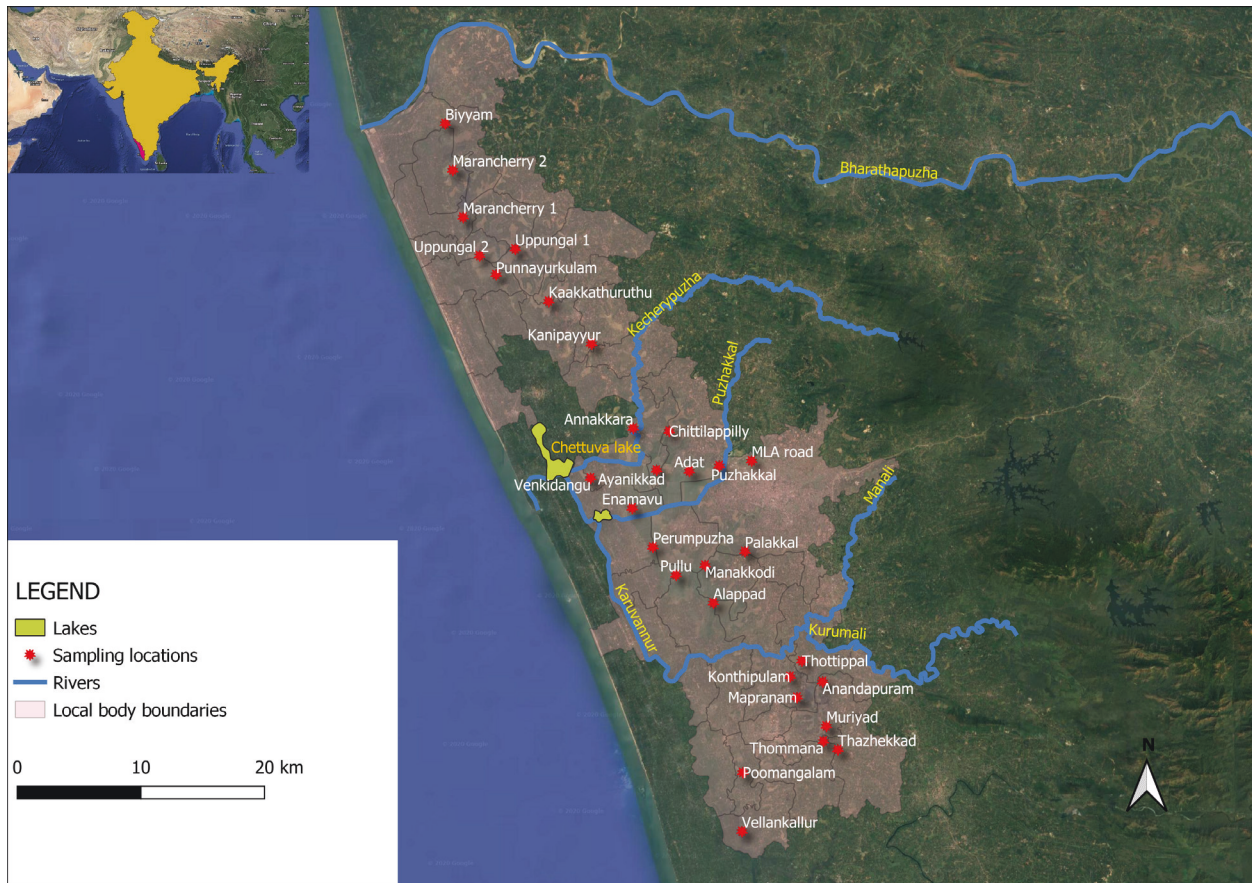 Biyyam
Marancherry 2
Bharathapuzha
Marancherry 1
Uppungal 2
Uppungal 1
Punnayurkulam
Kaakkathuruthu
Kecherypuzha
Kanipayyur
Puzhakkal
Annakkara
Chittilappilly
Chettuva lake
MLA road
Adat
Puzhakkal
Venkidangu
Ayanikkad
Manali
Enamavu
Perumpuzha
Palakkal
Pullu
Manakkodi
Alappad
Karuvannur
Kurumali
Thottippal
Konthipulam
Anandapuram
Mapranam
Muriyad
Thommana
Thazhekkad
Poomangalam
Vellankallur
LEGEND
Lakes
Sampling locations
Rivers
Local body boundaries
0 10 20 km
N